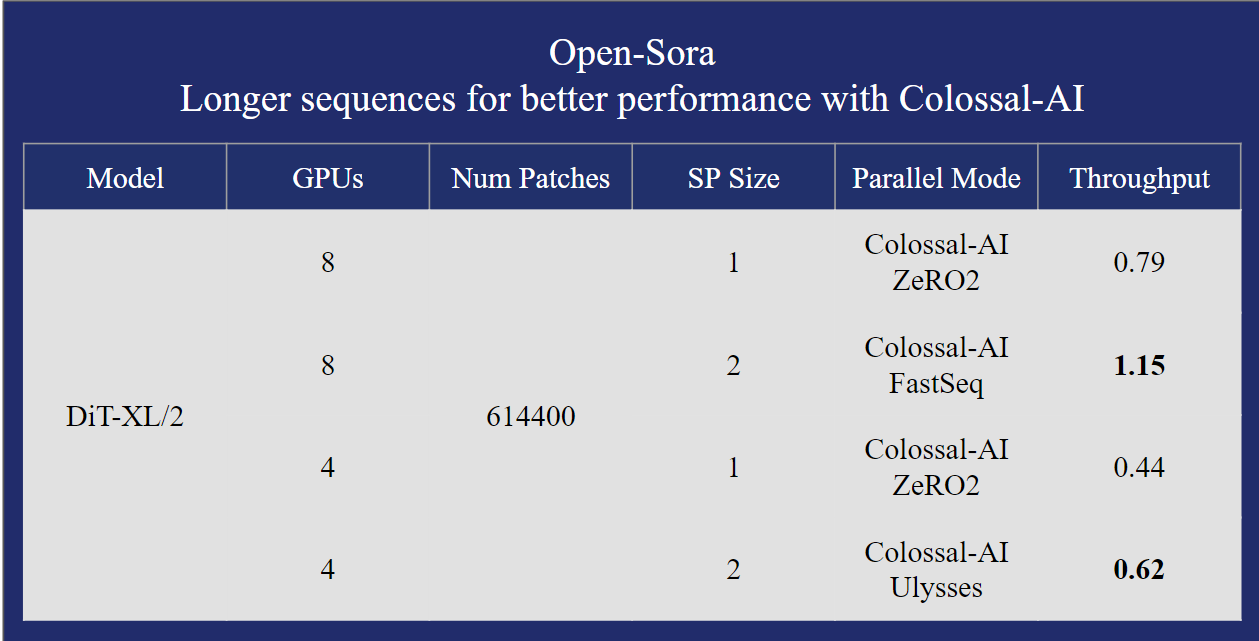 Open-Sora
Longer sequences for better performance with Colossal-AI
Model GPUs Num Patches SP Size Parallel Mode Throughput
8 1 Colossal-AI ZeRO2 0.79
8 2 Colossal-AI FastSeq 1.15
DiT-XL/2 614400
4 1 Colossal-AI ZeRO2 0.44
4 2 Colossal-AI Ulysses 0.62